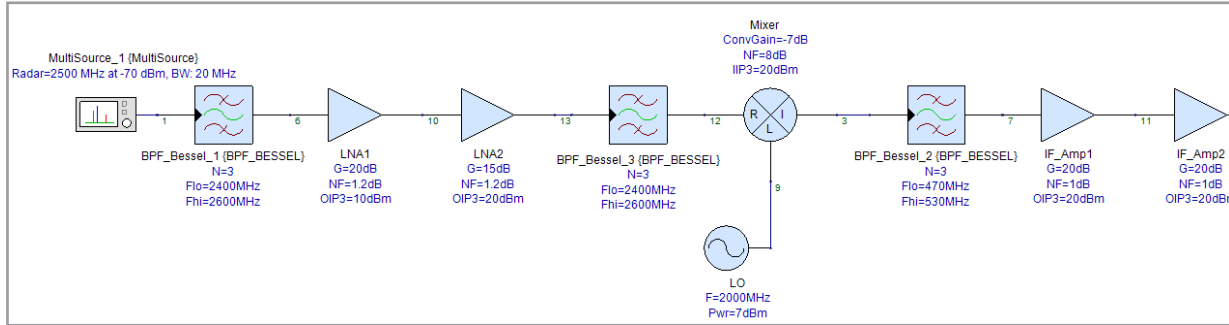 MultiSource_1 {MultiSource}
Radar=2500 MHz at -70 dBm, BW: 20 MHz
1
BPF_Bessel_1 {BPF_BESSEL}
N=3
Flo=2400MHz
Fhi=2600MHz
6
LNA1
G=20dB
NF=1.2dB
OIP3=10dBm
10
LNA2
G=15dB
NF=1.2dB
OIP3=20dBm
13
BPF_Bessel_3 {BPF_BESSEL}
N=3
Flo=2400MHz
Fhi=2600MHz
12
Mixer
ConvGain=-7dB
NF=8dB
IIP3=20dBm
R
I
L
9
LO
F=2000MHz
Pwr=7dBm
3
BPF_Bessel_2 {BPF_BESSEL}
N=3
Flo=470MHz
Fhi=530MHz
7
IF_Amp1
G=20dB
NF=1dB
OIP3=20dBm
11
IF_Amp2
G=20dB
NF=1dB
OIP3=20dBm